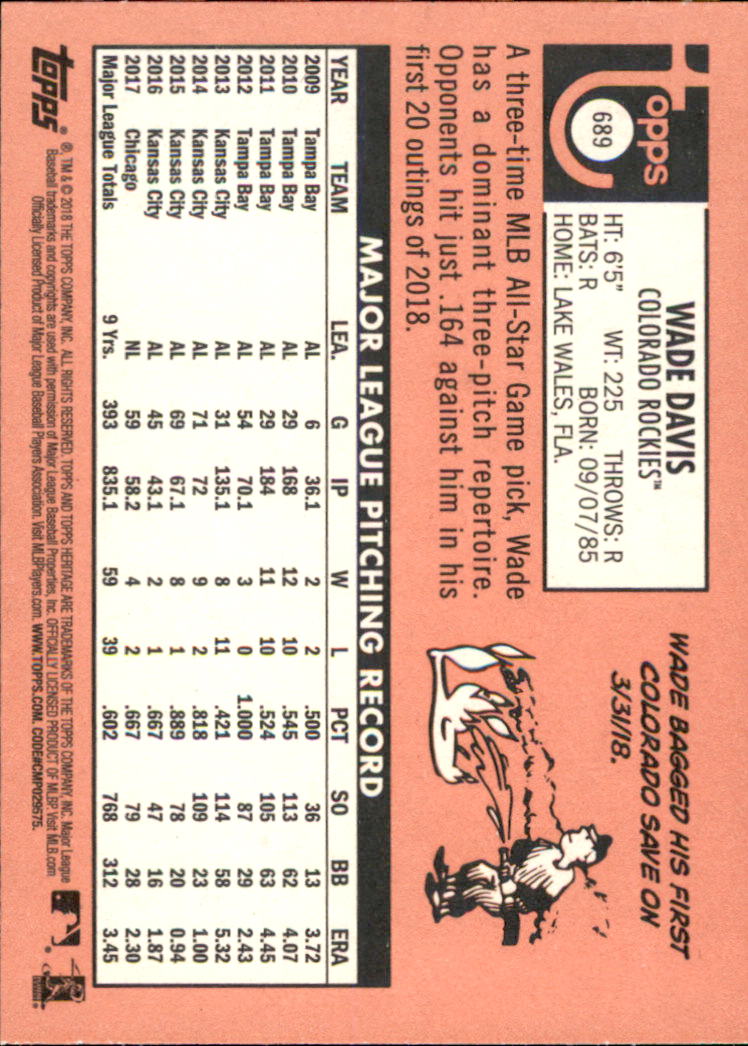 topps
689
WADE DAVIS
COLORADO ROCKIES™
HT: 6'5" WT: 225 THROWS: R
BATS: R BORN: 09/07/85
HOME: LAKE WALES, FLA.
WADE BAGGED HIS FIRST
COLORADO SAVE ON
3/31/18.
A three-time MLB All-Star Game pick, Wade
has a dominant three-pitch repertoire.
Opponents hit just .164 against him in his
first 20 outings of 2018.
MAJOR LEAGUE PITCHING RECORD
YEAR TEAM LEA. G IP W L PCT SO BB ERA
2009 Tampa Bay AL 6 36.1 2 2 .500 36 13 3.72
2010 Tampa Bay AL 29 168 12 10 .545 113 62 4.07
2011 Tampa Bay AL 29 184 11 10 .524 105 63 4.45
2012 Tampa Bay AL 54 70.1 3 0 1.000 87 29 2.43
2013 Kansas City AL 31 135.1 8 11 .421 114 58 5.32
2014 Kansas City AL 71 72 9 2 .818 109 23 1.00
2015 Kansas City AL 69 67.1 8 1 .889 78 20 0.94
2016 Kansas City AL 45 43.1 2 1 .667 47 16 1.87
2017 Chicago NL 59 58.2 4 2 .667 79 28 2.30
Major League Totals 9 Yrs. 393 835.1 59 39 .602 768 312 3.45
topps ®, TM & © 2018 THE TOPPS COMPANY, INC. ALL RIGHTS RESERVED. TOPPS AND TOPPS HERITAGE ARE TRADEMARKS OF THE TOPPS COMPANY, INC. Major League
Baseball trademarks and copyrights are used with permission of Major League Baseball Properties, Inc. OFFICIALLY LICENSED PRODUCT OF MLBP. Visit MLB.com
Officially Licensed Product of Major League Baseball Players Association. Visit MLBPlayers.com. WWW.TOPPS.COM. CODE#CMP029575.